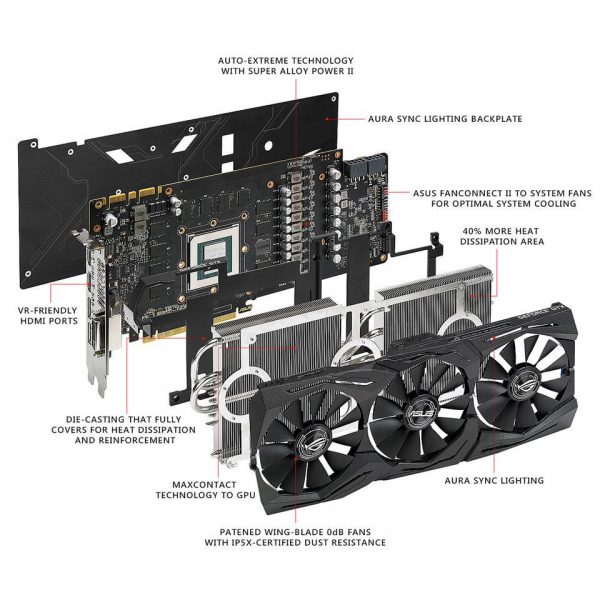 AUTO-EXTREME TECHNOLOGY
WITH SUPER ALLOY POWER II
AURA SYNC LIGHTING BACKPLATE
ASUS FANCONNECT II TO SYSTEM FANS
FOR OPTIMAL SYSTEM COOLING
40% MORE HEAT
DISSIPATION AREA
VR-FRIENDLY
HDMI PORTS
GEFORCE GTX
ASUS
DIE-CASTING THAT FULLY
COVERS FOR HEAT DISSIPATION
AND REINFORCEMENT
MAXCONTACT
TECHNOLOGY TO GPU
AURA SYNC LIGHTING
PATENED WING-BLADE 0dB FANS
WITH IP5X-CERTIFIED DUST RESISTANCE